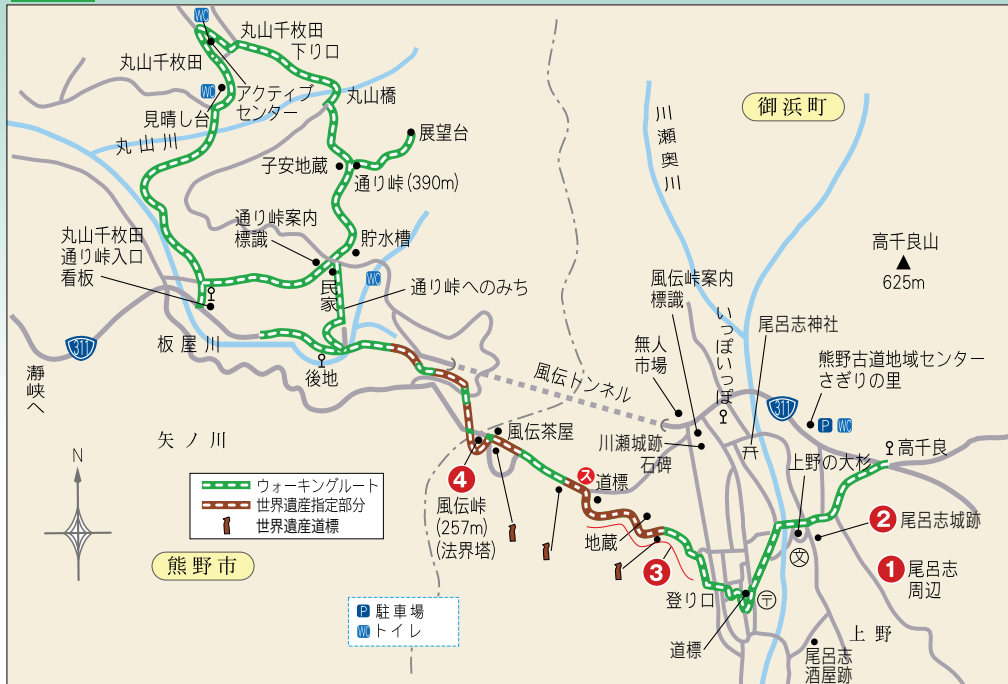 WC
丸山千枚田
下り口
丸山千枚田
WC
アクティブ
センター
見晴し台
丸山川
丸山橋
展望台
子安地蔵
通り峠(390m)
丸山千枚田
通り峠入口
看板
通り峠案内
標識
貯水槽
WC
民家
通り峠へのみち
311
板屋川
瀞峡へ
後地
矢ノ川
御浜町
川瀬奥川
高千良山
625m
風伝峠案内
標識
いっぽいっぽ
尾呂志神社
無人
市場
風伝トンネル
311
熊野古道地域センター
さぎりの里
P WC
川瀬城跡
石碑
上野の大杉
高千良
風伝茶屋
4
風伝峠
(257m)
(法界塔)
ス
道標
地蔵
3
登り口
道標
〒
文
2 尾呂志城跡
1 尾呂志
周辺
上野
尾呂志
酒屋跡
N
ウォーキングルート
世界遺産指定部分
世界遺産道標
熊野市
P 駐車場
WC トイレ